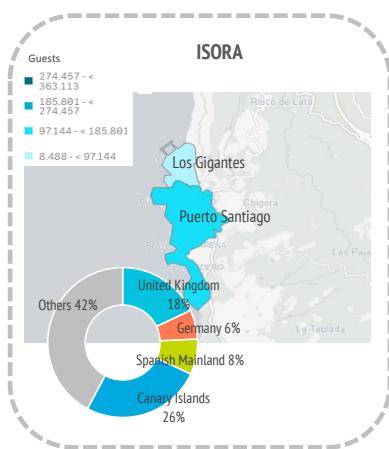 ISORA
Guests
274.457 - <
363.113
185.801 - <
274.457
97.144 - < 185.801
8.488 - < 97.144
Risco de Lara
Los Gigantes
Chigora
Puerto Santiago
Los Paja
La Tablada
United Kingdom
18%
Others 42%
Germany 6%
Spanish Mainland 8%
Canary Islands
26%